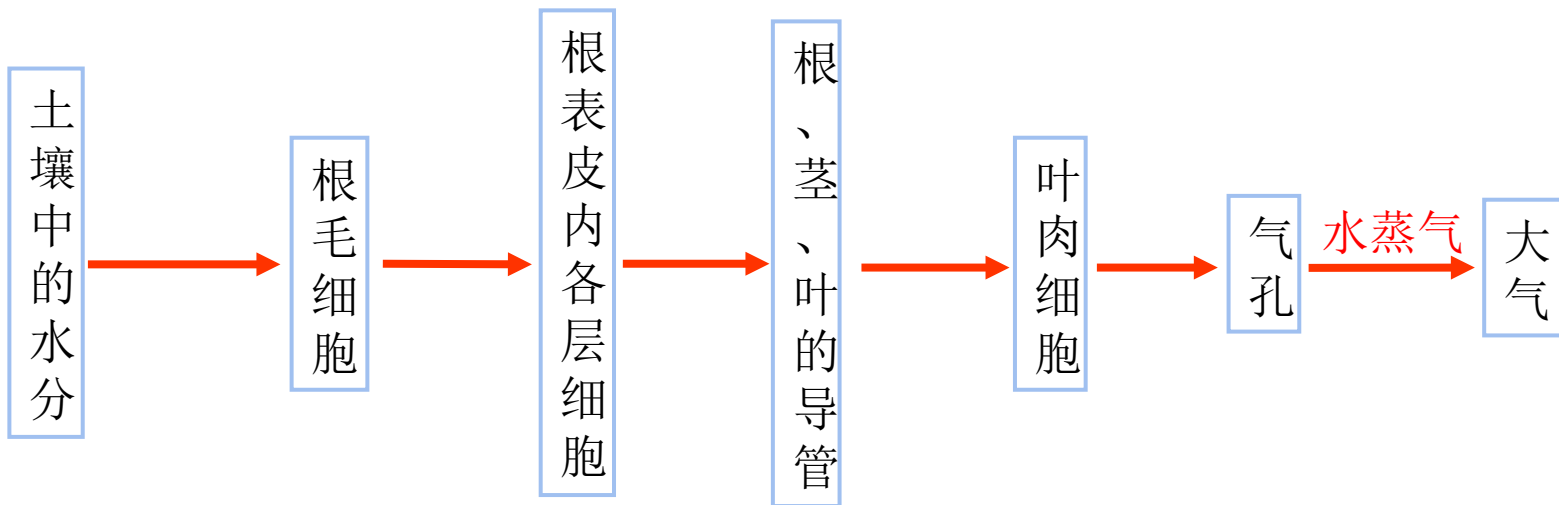 土壤中的水分
根毛细胞
根表皮内各层细胞
根、茎、叶的导管
叶肉细胞
气孔
水蒸气
大气